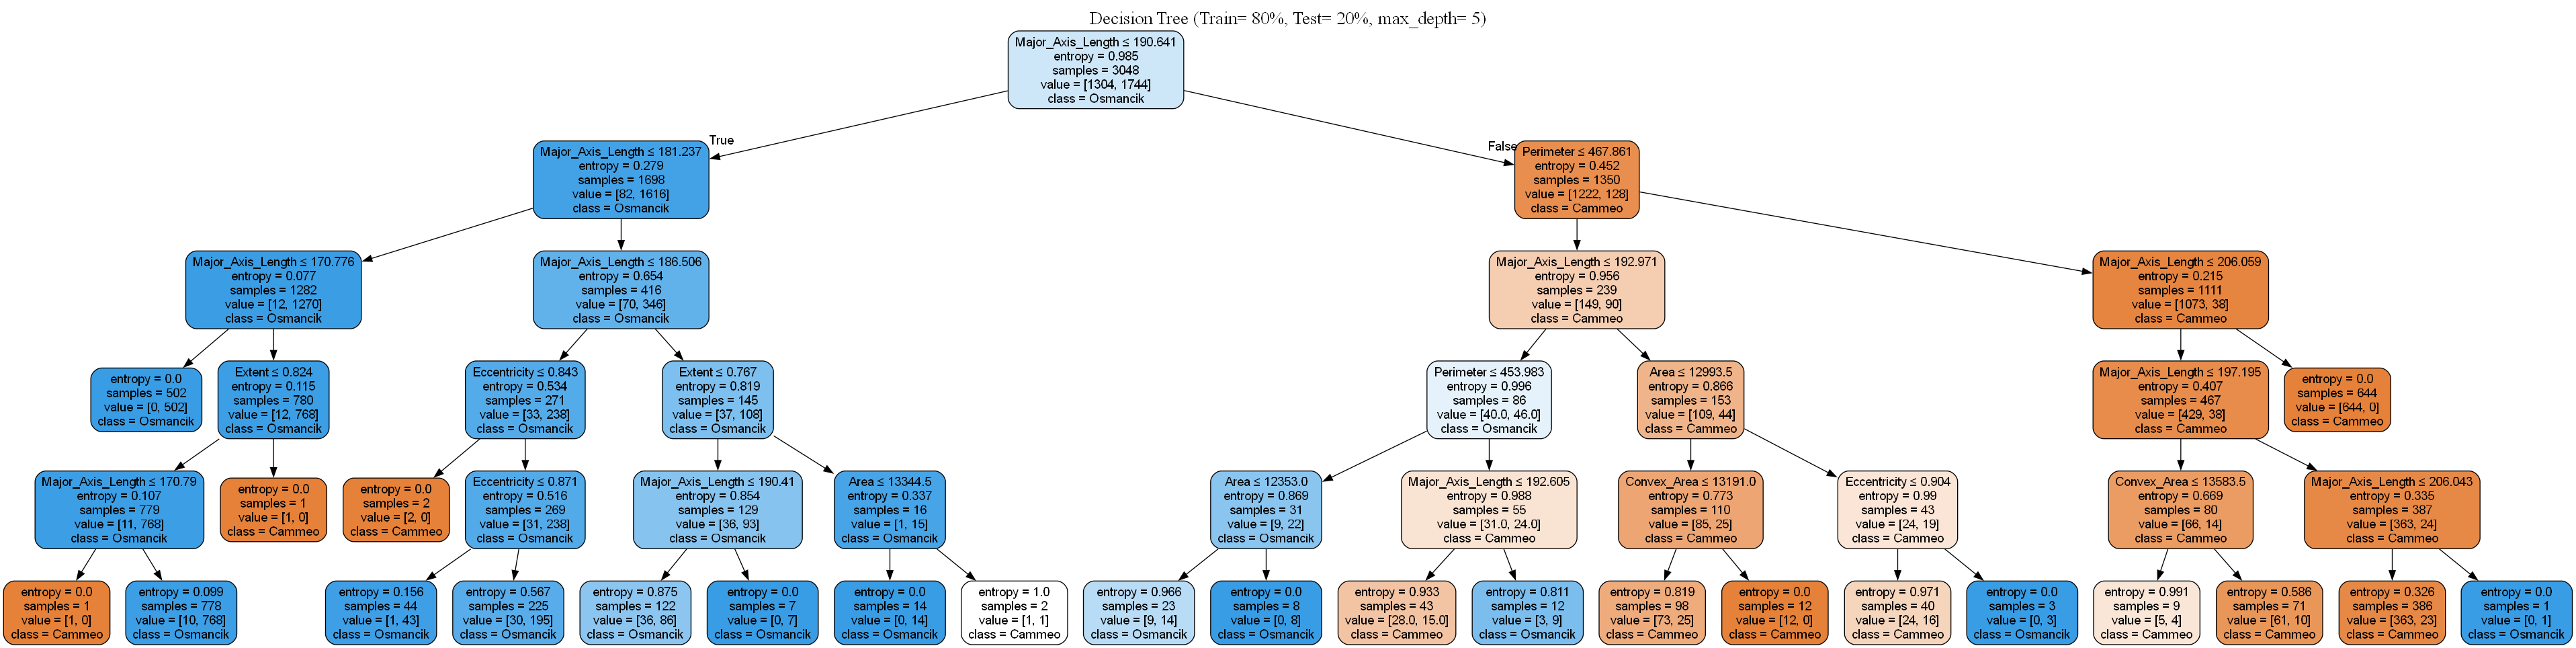 Decision Tree (Train= 80%, Test= 20%, max_depth= 5)
Major_Axis_Length ≤ 190.641
entropy = 0.985
samples = 3048
value = [1304, 1744]
class = Osmancik
True
False
Major_Axis_Length ≤ 181.237
entropy = 0.279
samples = 1698
value = [82, 1616]
class = Osmancik
Perimeter ≤ 467.861
entropy = 0.452
samples = 1350
value = [1222, 128]
class = Cammeo
Major_Axis_Length ≤ 170.776
entropy = 0.077
samples = 1282
value = [12, 1270]
class = Osmancik
Major_Axis_Length ≤ 186.506
entropy = 0.654
samples = 416
value = [70, 346]
class = Osmancik
Major_Axis_Length ≤ 192.971
entropy = 0.956
samples = 239
value = [149, 90]
class = Cammeo
Major_Axis_Length ≤ 206.059
entropy = 0.215
samples = 1111
value = [1073, 38]
class = Cammeo
entropy = 0.0
samples = 502
value = [0, 502]
class = Osmancik
Extent ≤ 0.824
entropy = 0.115
samples = 780
value = [12, 768]
class = Osmancik
Eccentricity ≤ 0.843
entropy = 0.534
samples = 271
value = [33, 238]
class = Osmancik
Extent ≤ 0.767
entropy = 0.819
samples = 145
value = [37, 108]
class = Osmancik
Perimeter ≤ 453.983
entropy = 0.996
samples = 86
value = [40.0, 46.0]
class = Osmancik
Area ≤ 12993.5
entropy = 0.866
samples = 153
value = [109, 44]
class = Cammeo
Major_Axis_Length ≤ 197.195
entropy = 0.407
samples = 467
value = [429, 38]
class = Cammeo
entropy = 0.0
samples = 644
value = [644, 0]
class = Cammeo
Major_Axis_Length ≤ 170.79
entropy = 0.107
samples = 779
value = [11, 768]
class = Osmancik
entropy = 0.0
samples = 1
value = [1, 0]
class = Cammeo
entropy = 0.0
samples = 2
value = [2, 0]
class = Cammeo
Eccentricity ≤ 0.871
entropy = 0.516
samples = 269
value = [31, 238]
class = Osmancik
Major_Axis_Length ≤ 190.41
entropy = 0.854
samples = 129
value = [36, 93]
class = Osmancik
Area ≤ 13344.5
entropy = 0.337
samples = 16
value = [1, 15]
class = Osmancik
Area ≤ 12353.0
entropy = 0.869
samples = 31
value = [9, 22]
class = Osmancik
Major_Axis_Length ≤ 192.605
entropy = 0.988
samples = 55
value = [31.0, 24.0]
class = Cammeo
Convex_Area ≤ 13191.0
entropy = 0.773
samples = 110
value = [85, 25]
class = Cammeo
Eccentricity ≤ 0.904
entropy = 0.99
samples = 43
value = [24, 19]
class = Cammeo
Convex_Area ≤ 13583.5
entropy = 0.669
samples = 80
value = [66, 14]
class = Cammeo
Major_Axis_Length ≤ 206.043
entropy = 0.335
samples = 387
value = [363, 24]
class = Cammeo
entropy = 0.0
samples = 1
value = [1, 0]
class = Cammeo
entropy = 0.099
samples = 778
value = [10, 768]
class = Osmancik
entropy = 0.156
samples = 44
value = [1, 43]
class = Osmancik
entropy = 0.567
samples = 225
value = [30, 195]
class = Osmancik
entropy = 0.875
samples = 122
value = [36, 86]
class = Osmancik
entropy = 0.0
samples = 7
value = [0, 7]
class = Osmancik
entropy = 0.0
samples = 14
value = [0, 14]
class = Osmancik
entropy = 1.0
samples = 2
value = [1, 1]
class = Cammeo
entropy = 0.966
samples = 23
value = [9, 14]
class = Osmancik
entropy = 0.0
samples = 8
value = [0, 8]
class = Osmancik
entropy = 0.933
samples = 43
value = [28.0, 15.0]
class = Cammeo
entropy = 0.811
samples = 12
value = [3, 9]
class = Osmancik
entropy = 0.819
samples = 98
value = [73, 25]
class = Cammeo
entropy = 0.0
samples = 12
value = [12, 0]
class = Cammeo
entropy = 0.971
samples = 40
value = [24, 16]
class = Cammeo
entropy = 0.0
samples = 3
value = [0, 3]
class = Osmancik
entropy = 0.991
samples = 9
value = [5, 4]
class = Cammeo
entropy = 0.586
samples = 71
value = [61, 10]
class = Cammeo
entropy = 0.326
samples = 386
value = [363, 23]
class = Cammeo
entropy = 0.0
samples = 1
value = [0, 1]
class = Osmancik